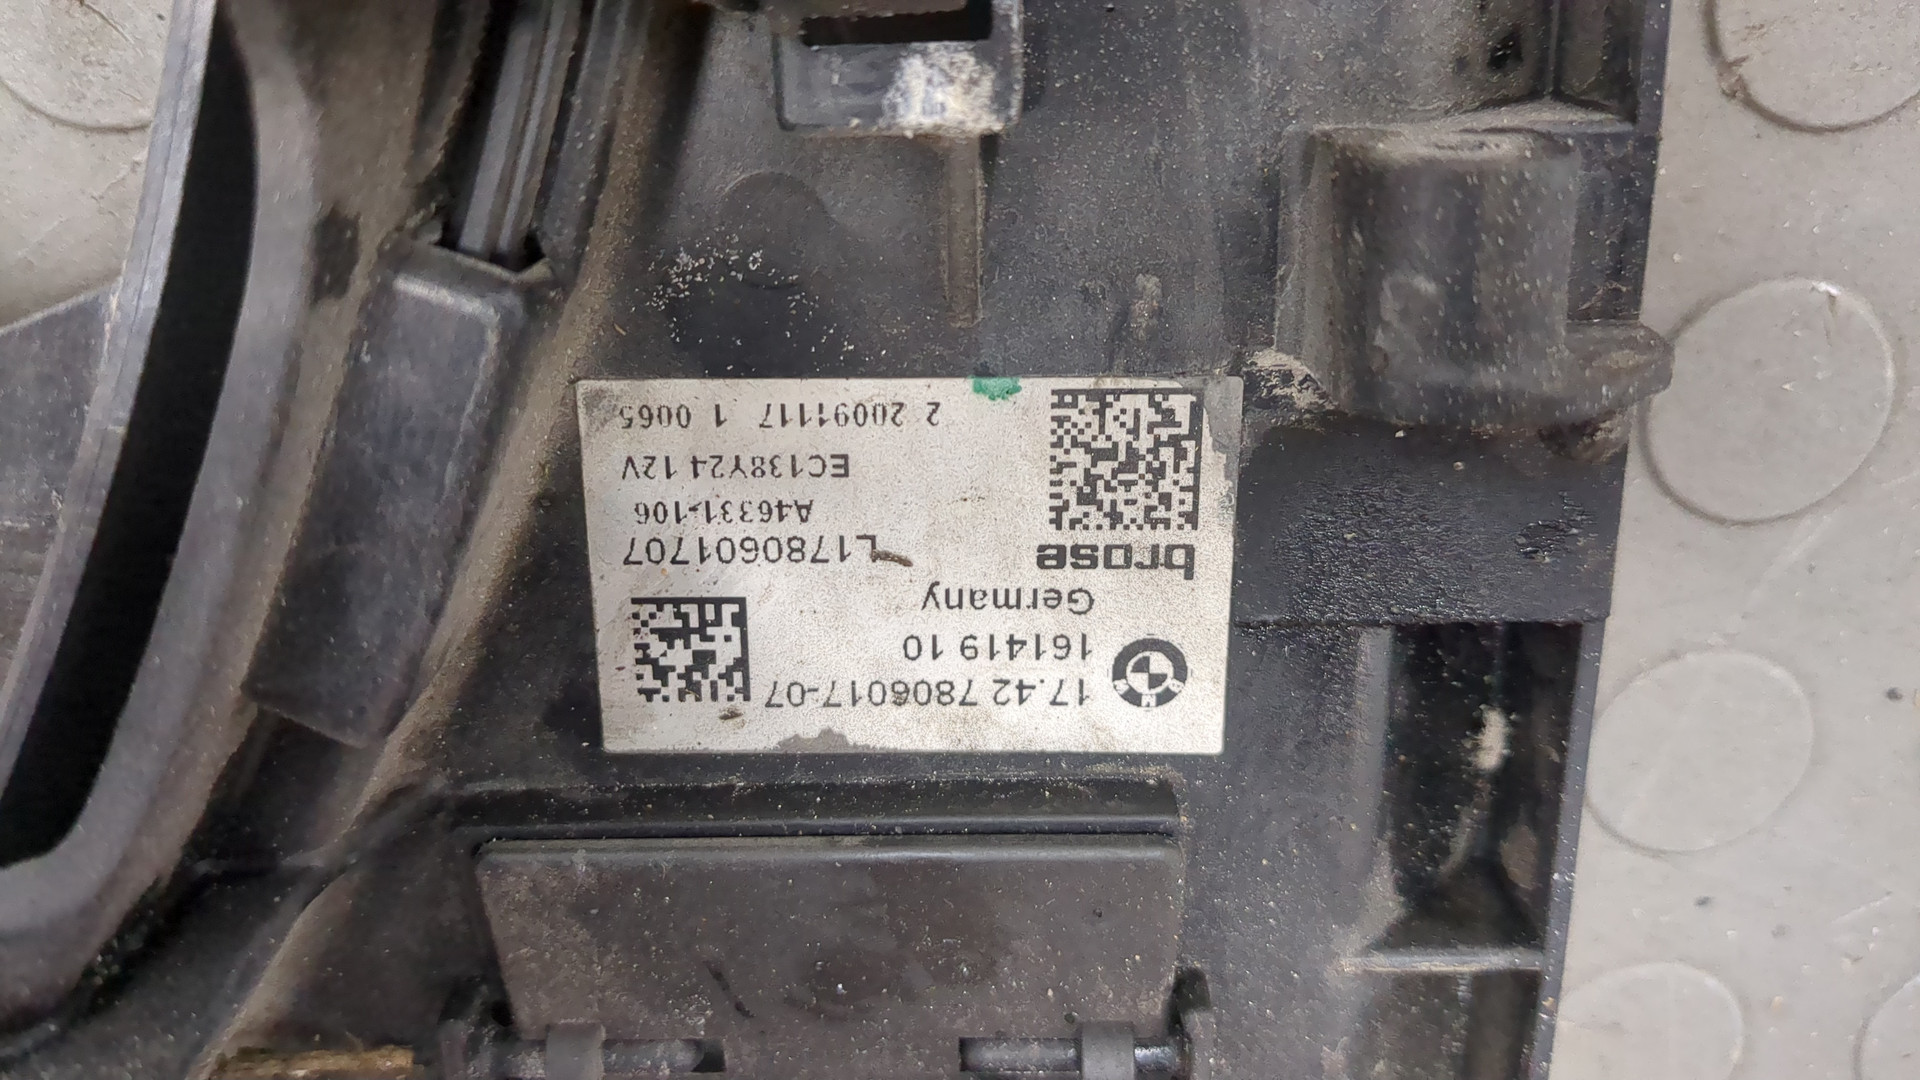 17.42 7806017-07
161419 10
Germany
brose
L1780601707
A46331-106
EC138Y24 12V
2 20091117 1 0065